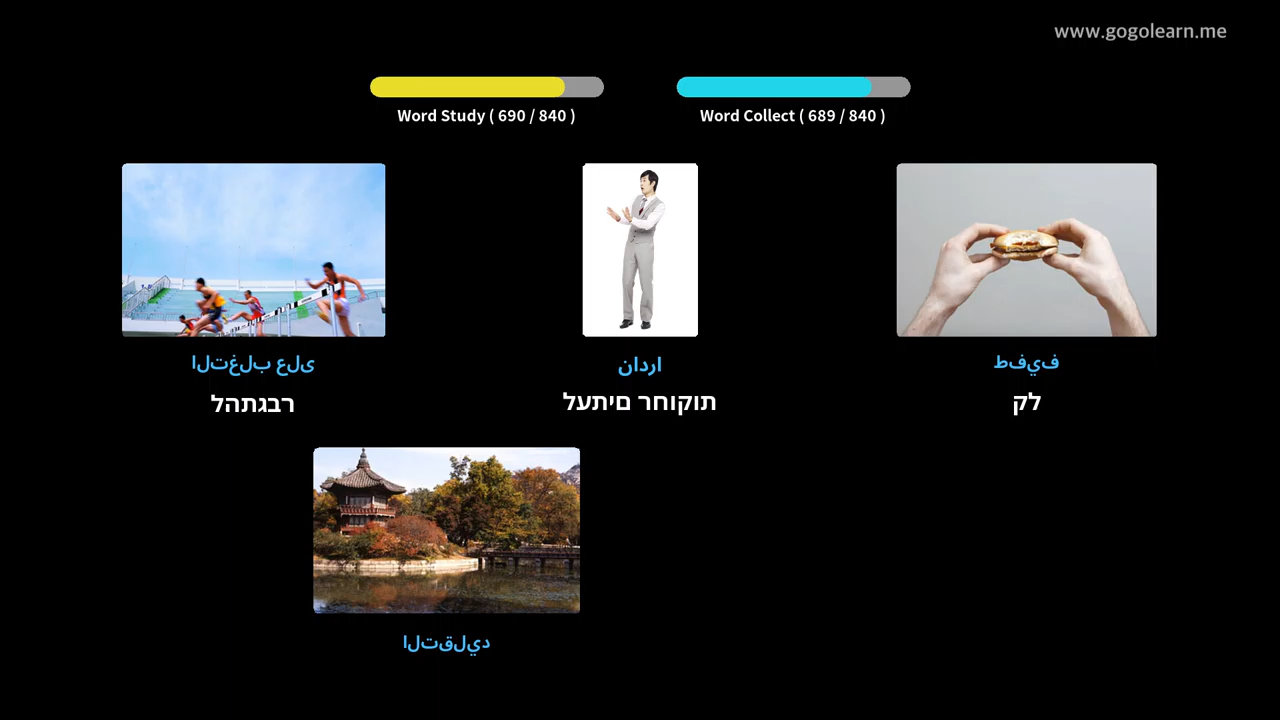 www.gogolearn.me
Word Study ( 690 / 840 )
Word Collect ( 689 / 840 )
التغلب على
نادرا
طفيف
להתגבר
לעתים רחוקות
קל
التقليد